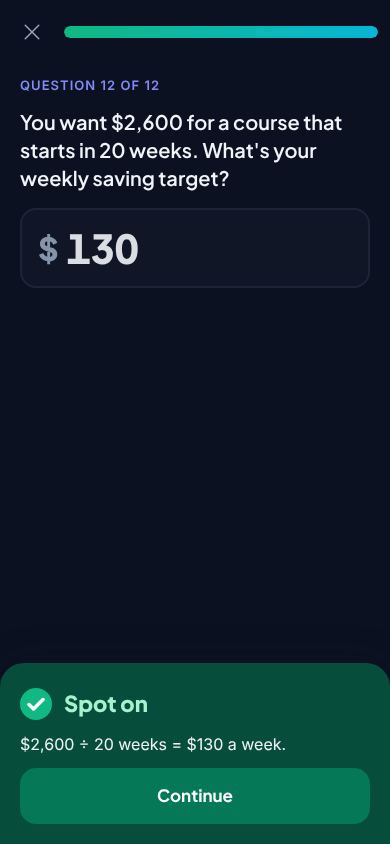 QUESTION 12 OF 12
You want $2,600 for a course that
starts in 20 weeks. What's your
weekly saving target?
$ 130
Spot on
$2,600 ÷ 20 weeks = $130 a week.
Continue